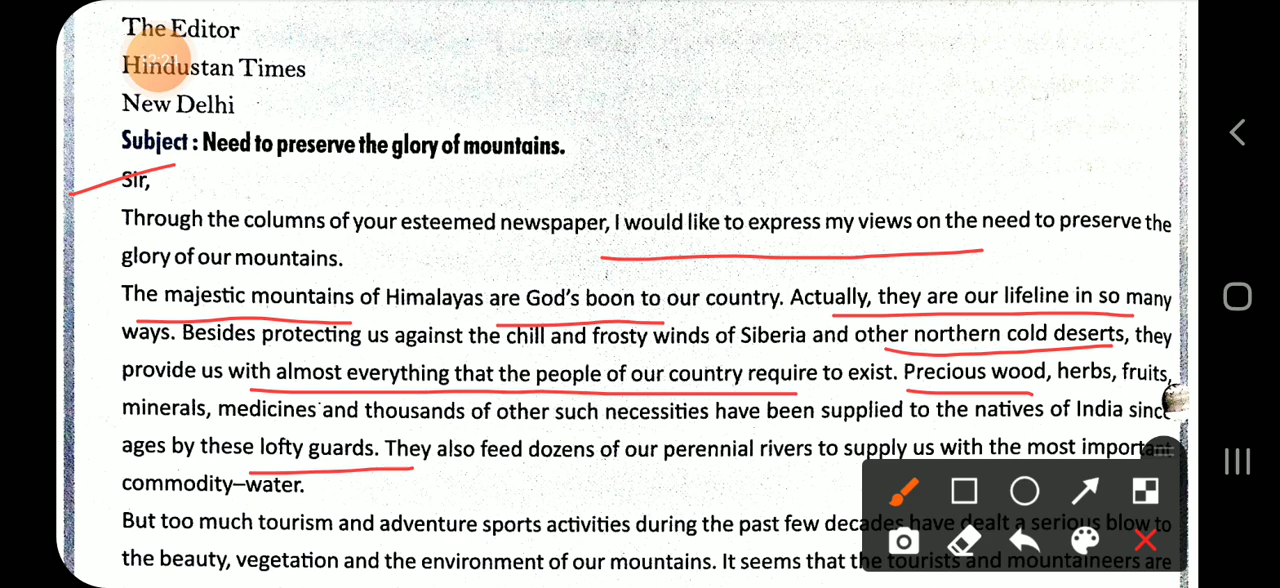 The Editor
Hindustan Times
New Delhi
Subject : Need to preserve the glory of mountains.
Sir,
Through the columns of your esteemed newspaper, I would like to express my views on the need to preserve the
glory of our mountains.
The majestic mountains of Himalayas are God's boon to our country. Actually, they are our lifeline in so many
ways. Besides protecting us against the chill and frosty winds of Siberia and other northern cold deserts, they
provide us with almost everything that the people of our country require to exist. Precious wood, herbs, fruits,
minerals, medicines and thousands of other such necessities have been supplied to the natives of India since
ages by these lofty guards. They also feed dozens of our perennial rivers to supply us with the most important
commodity–water.
But too much tourism and adventure sports activities during the past few decades have dealt a serious blow to
the beauty, vegetation and the environment of our mountains. It seems that the tourists and mountaineers are